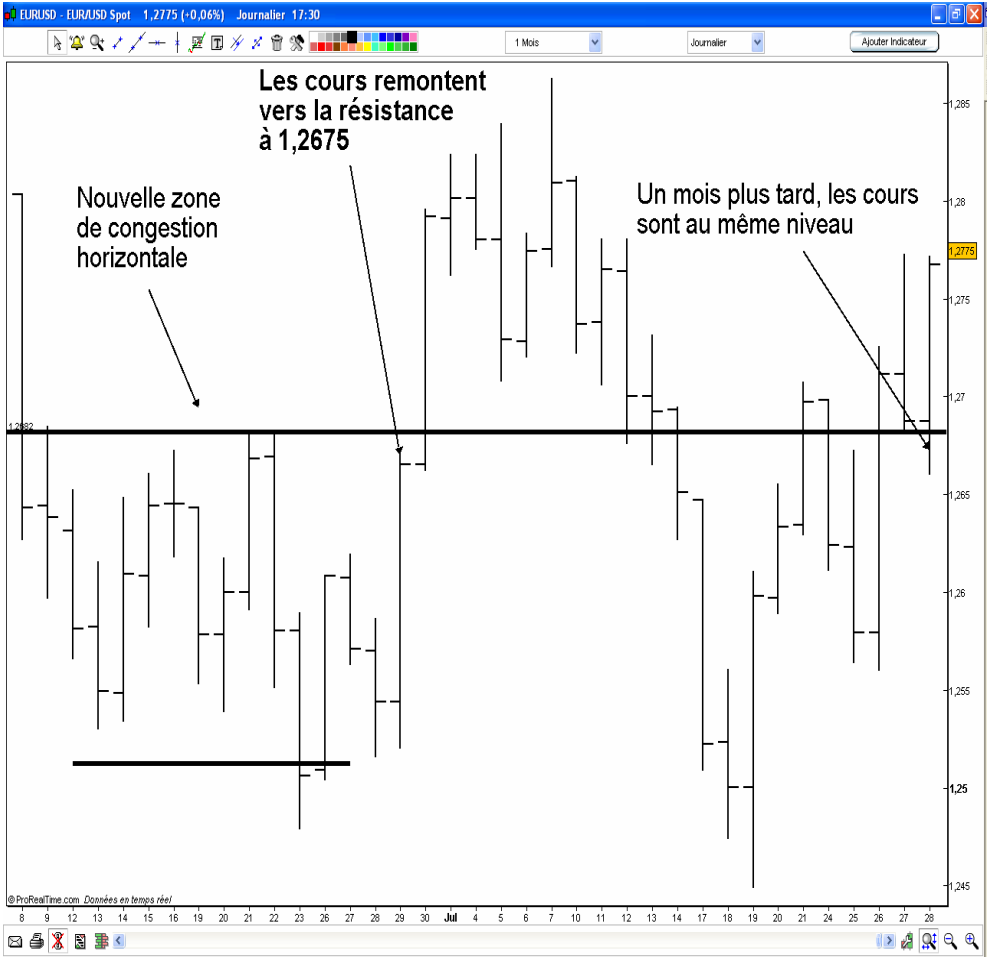 EURUSD - EUR/USD Spot 1,2775 (+0,06%) Journalier 17:30
1 Mois
Journalier
Ajouter Indicateur
Les cours remontent
vers la résistance
à 1,2675
Nouvelle zone
de congestion
horizontale
Un mois plus tard, les cours
sont au même niveau
1,285
1,28
1,2775
1,275
1,27
1,2682
1,265
1,26
1,255
1,25
1,245
© ProRealTime.com Données en temps réel
8 9 12 13 14 15 16 19 20 21 22 23 26 27 28 29 30 Jul 4 5 6 7 10 11 12 13 14 17 18 19 20 21 24 25 26 27 28